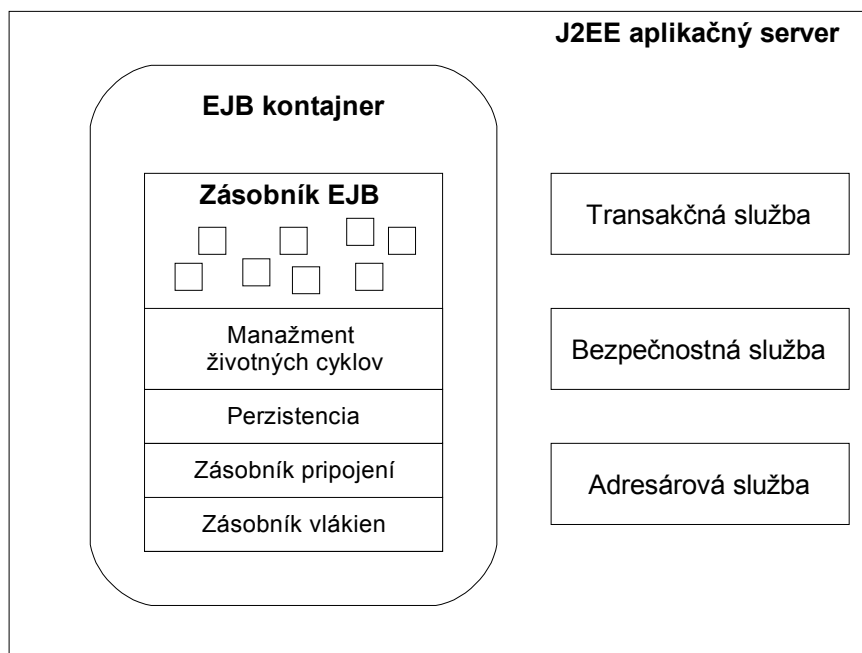 J2EE aplikačný server
EJB kontajner
Zásobník EJB
Manažment
životných cyklov
Perzistencia
Zásobník pripojení
Zásobník vlákien
Transakčná služba
Bezpečnostná služba
Adresárová služba